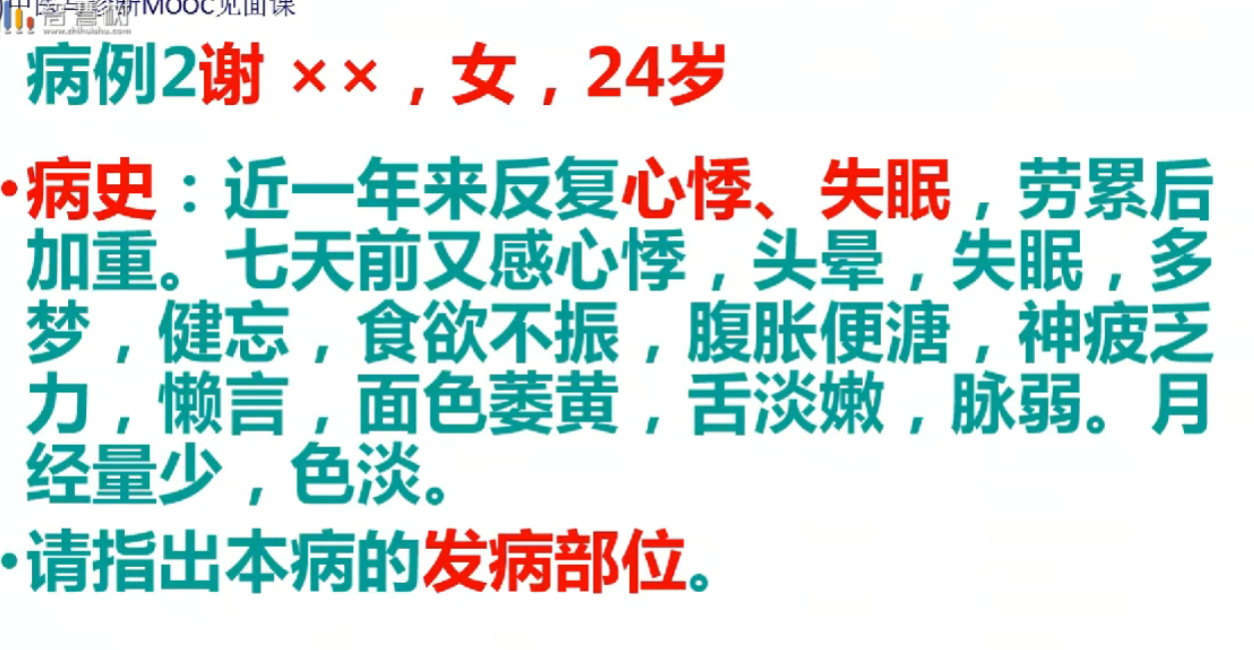 中医与诊断MOOC见面课
智慧树
www.zhihuishu.com
病例2谢 ××，女，24岁
•病史：近一年来反复心悸、失眠，劳累后
加重。七天前又感心悸，头晕，失眠，多
梦，健忘，食欲不振，腹胀便溏，神疲乏
力，懒言，面色萎黄，舌淡嫩，脉弱。月
经量少，色淡。
•请指出本病的发病部位。